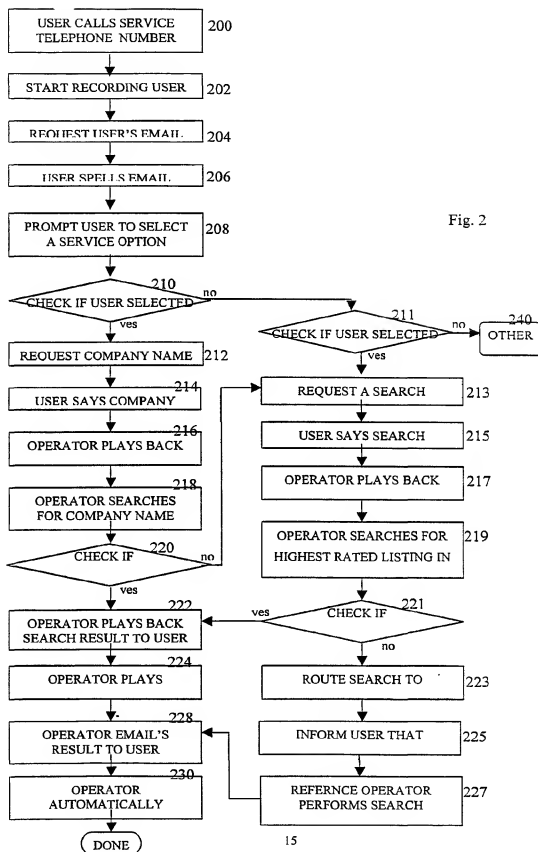 USER CALLS SERVICE
TELEPHONE NUMBER
200
START RECORDING USER
202
REQUEST USER'S EMAIL
204
USER SPELLS EMAIL
206
PROMPT USER TO SELECT
A SERVICE OPTION
208
Fig. 2
210
CHECK IF USER SELECTED
no
yes
211
CHECK IF USER SELECTED
no
yes
240
OTHER
REQUEST COMPANY NAME
212
REQUEST A SEARCH
213
214
USER SAYS COMPANY
USER SAYS SEARCH
215
216
OPERATOR PLAYS BACK
OPERATOR PLAYS BACK
217
218
OPERATOR SEARCHES
FOR COMPANY NAME
OPERATOR SEARCHES FOR
HIGHEST RATED LISTING IN
219
220
CHECK IF
no
yes
221
CHECK IF
yes
no
222
OPERATOR PLAYS BACK
SEARCH RESULT TO USER
224
OPERATOR PLAYS
ROUTE SEARCH TO
223
228
OPERATOR EMAIL'S
RESULT TO USER
INFORM USER THAT
225
230
OPERATOR
AUTOMATICALLY
REFERNCE OPERATOR
PERFORMS SEARCH
227
DONE
15